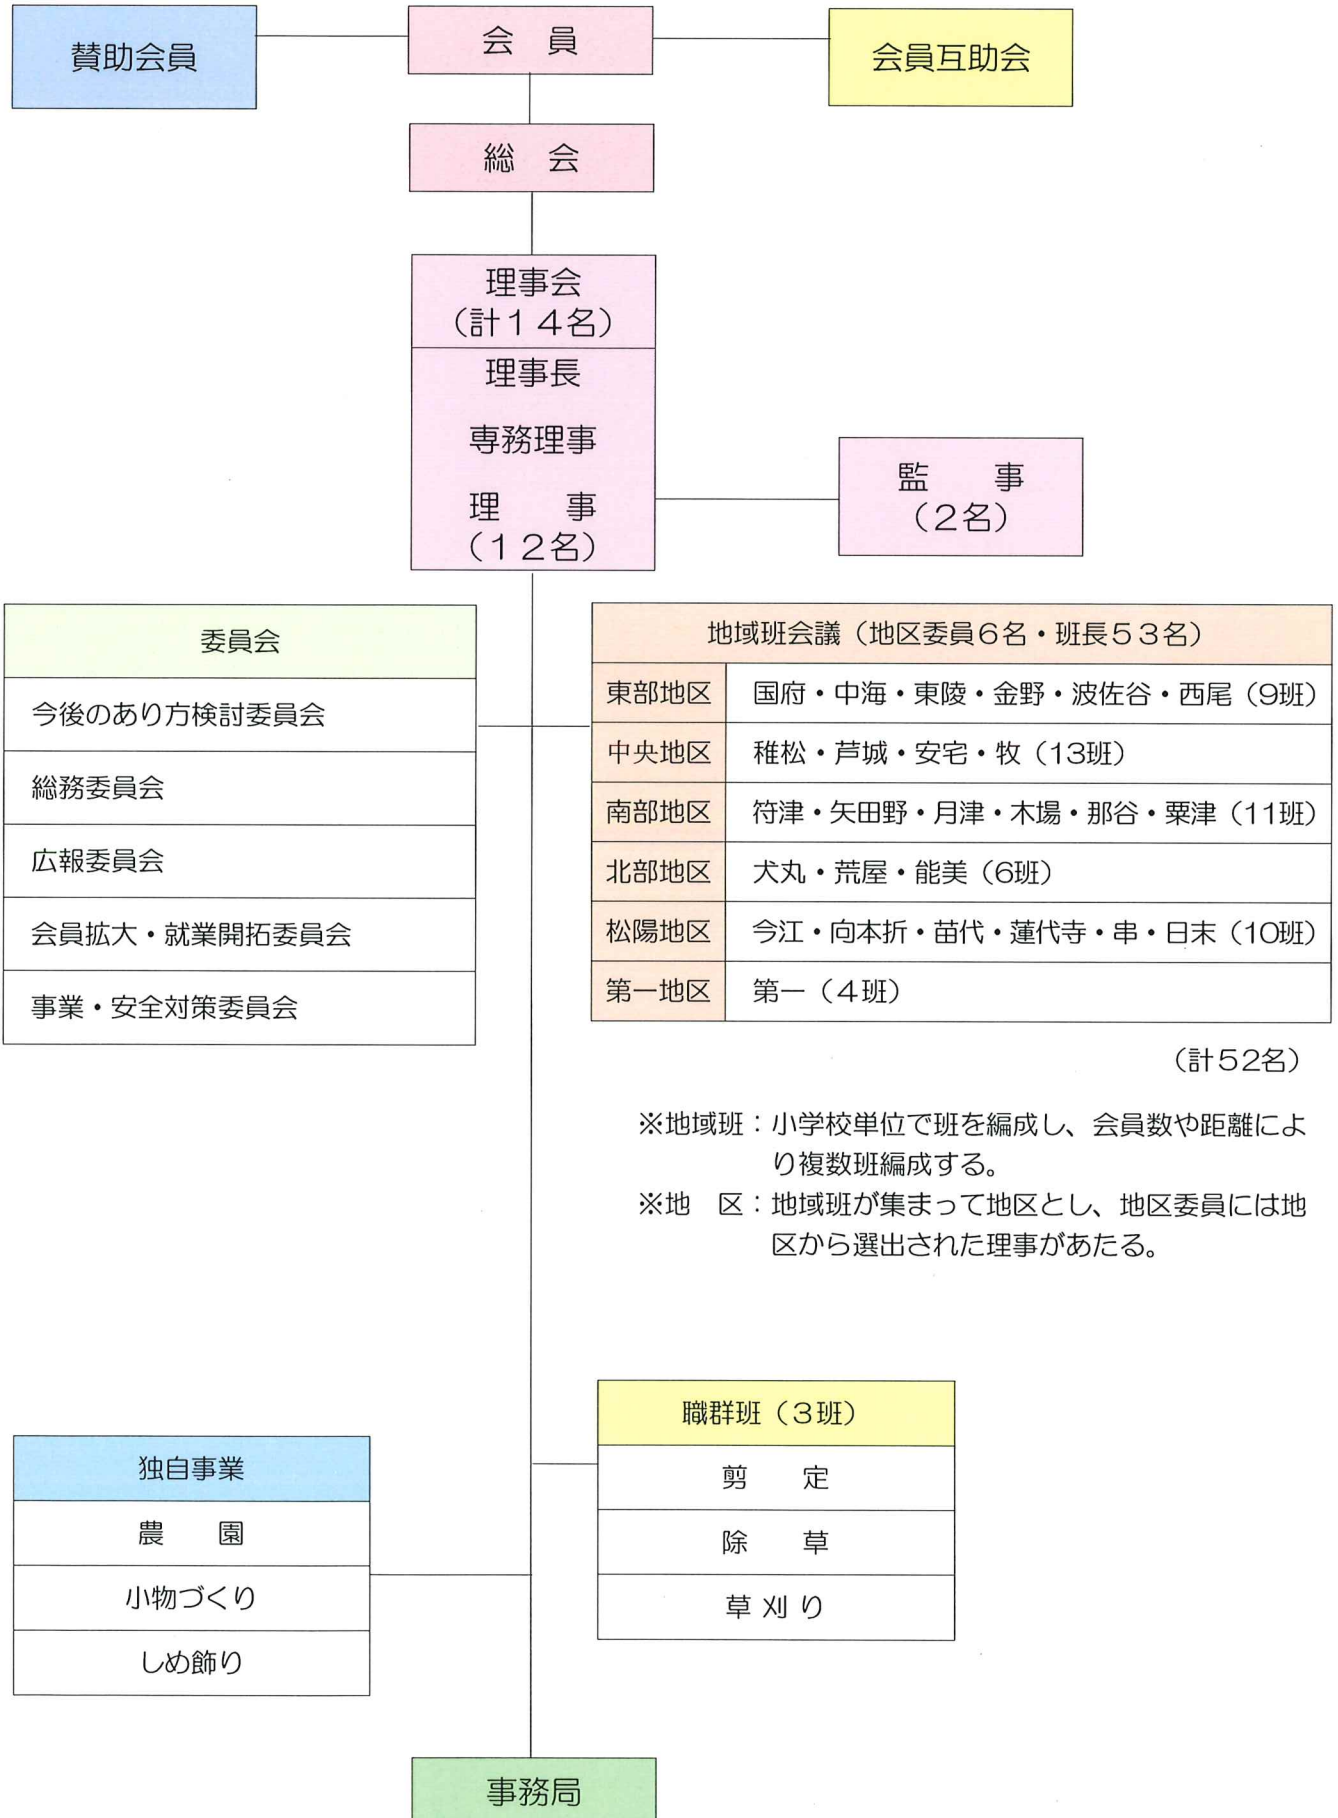 賛助会員
会　員
会員互助会
総　会
理事会
（計１４名）
理事長
専務理事
理　　事
（１２名）
監　　事
（２名）
委員会
今後のあり方検討委員会
総務委員会
広報委員会
会員拡大・就業開拓委員会
事業・安全対策委員会
地域班会議（地区委員６名・班長５３名）
東部地区　国府・中海・東陵・金野・波佐谷・西尾（9班）
中央地区　稚松・芦城・安宅・牧（13班）
南部地区　符津・矢田野・月津・木場・那谷・粟津（11班）
北部地区　犬丸・荒屋・能美（6班）
松陽地区　今江・向本折・苗代・蓮代寺・串・日末（10班）
第一地区　第一（4班）
（計５２名）
※地域班：小学校単位で班を編成し、会員数や距離によ
り複数班編成する。
※地　区：地域班が集まって地区とし、地区委員には地
区から選出された理事があたる。
職群班（３班）
剪　　定
除　　草
草 刈 り
独自事業
農　　園
小物づくり
しめ飾り
事務局